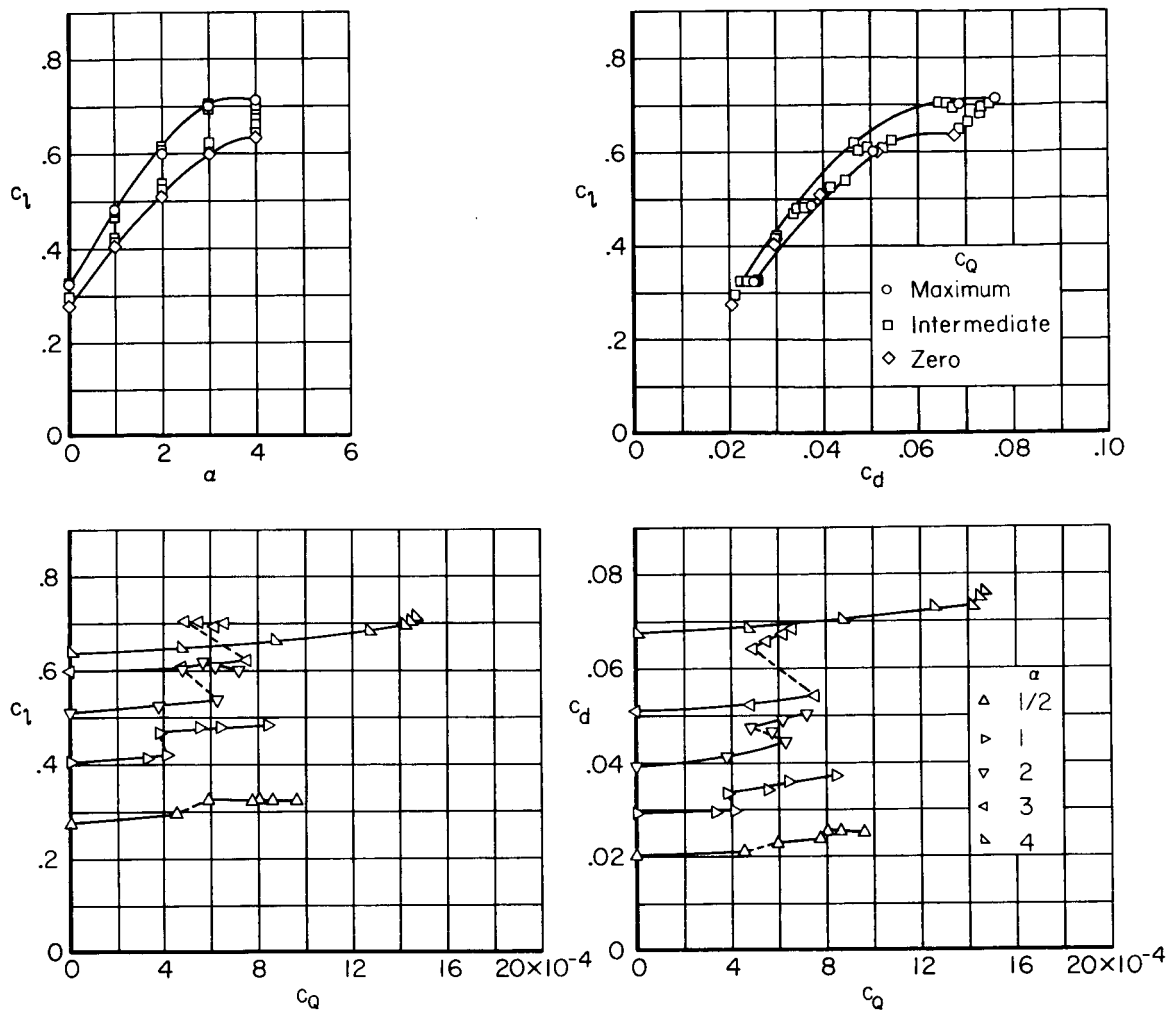 .8
.6
.4
.2
0
c_l
0 2 4 6
α
.8
.6
.4
.2
0
c_l
0 .02 .04 .06 .08 .10
c_d
c_Q
Maximum
Intermediate
Zero
.8
.6
.4
.2
0
c_l
0 4 8 12 16 20×10⁻⁴
c_Q
.08
.06
.04
.02
0
c_d
0 4 8 12 16 20×10⁻⁴
c_Q
α
1/2
1
2
3
4